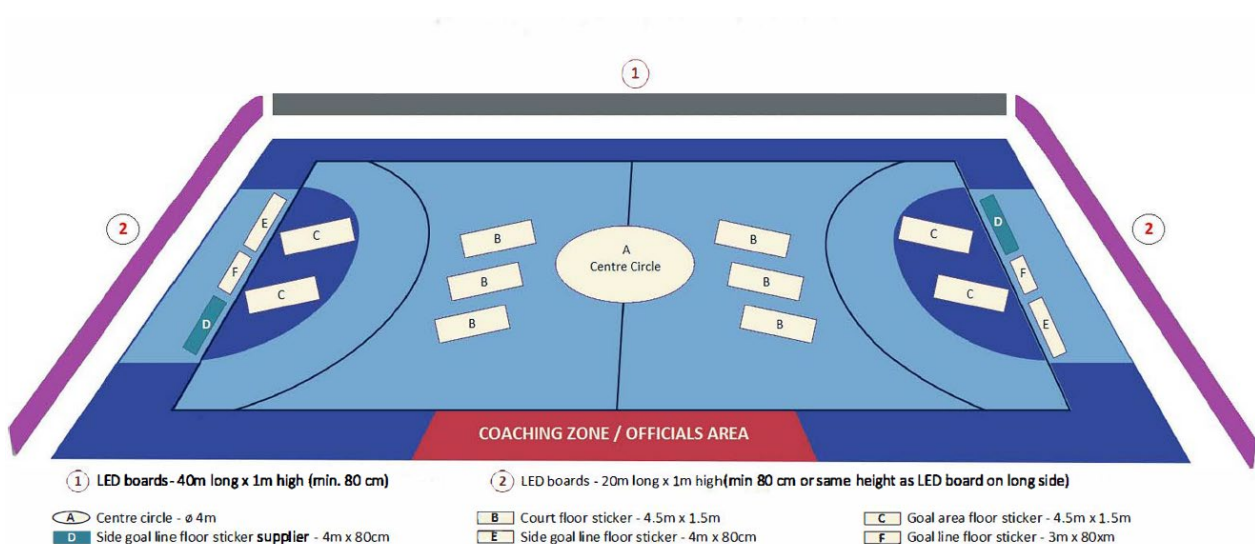 1
2
2
E
D
C
C
F
B
B
A
F
Centre Circle
B
B
C
C
D
B
B
E
COACHING ZONE / OFFICIALS AREA
1 LED boards - 40m long x 1m high (min. 80 cm)
2 LED boards - 20m long x 1m high(min 80 cm or same height as LED board on long side)
A Centre circle - ø 4m
B Court floor sticker - 4.5m x 1.5m
C Goal area floor sticker - 4.5m x 1.5m
D Side goal line floor sticker supplier - 4m x 80cm
E Side goal line floor sticker - 4m x 80cm
F Goal line floor sticker - 3m x 80xm